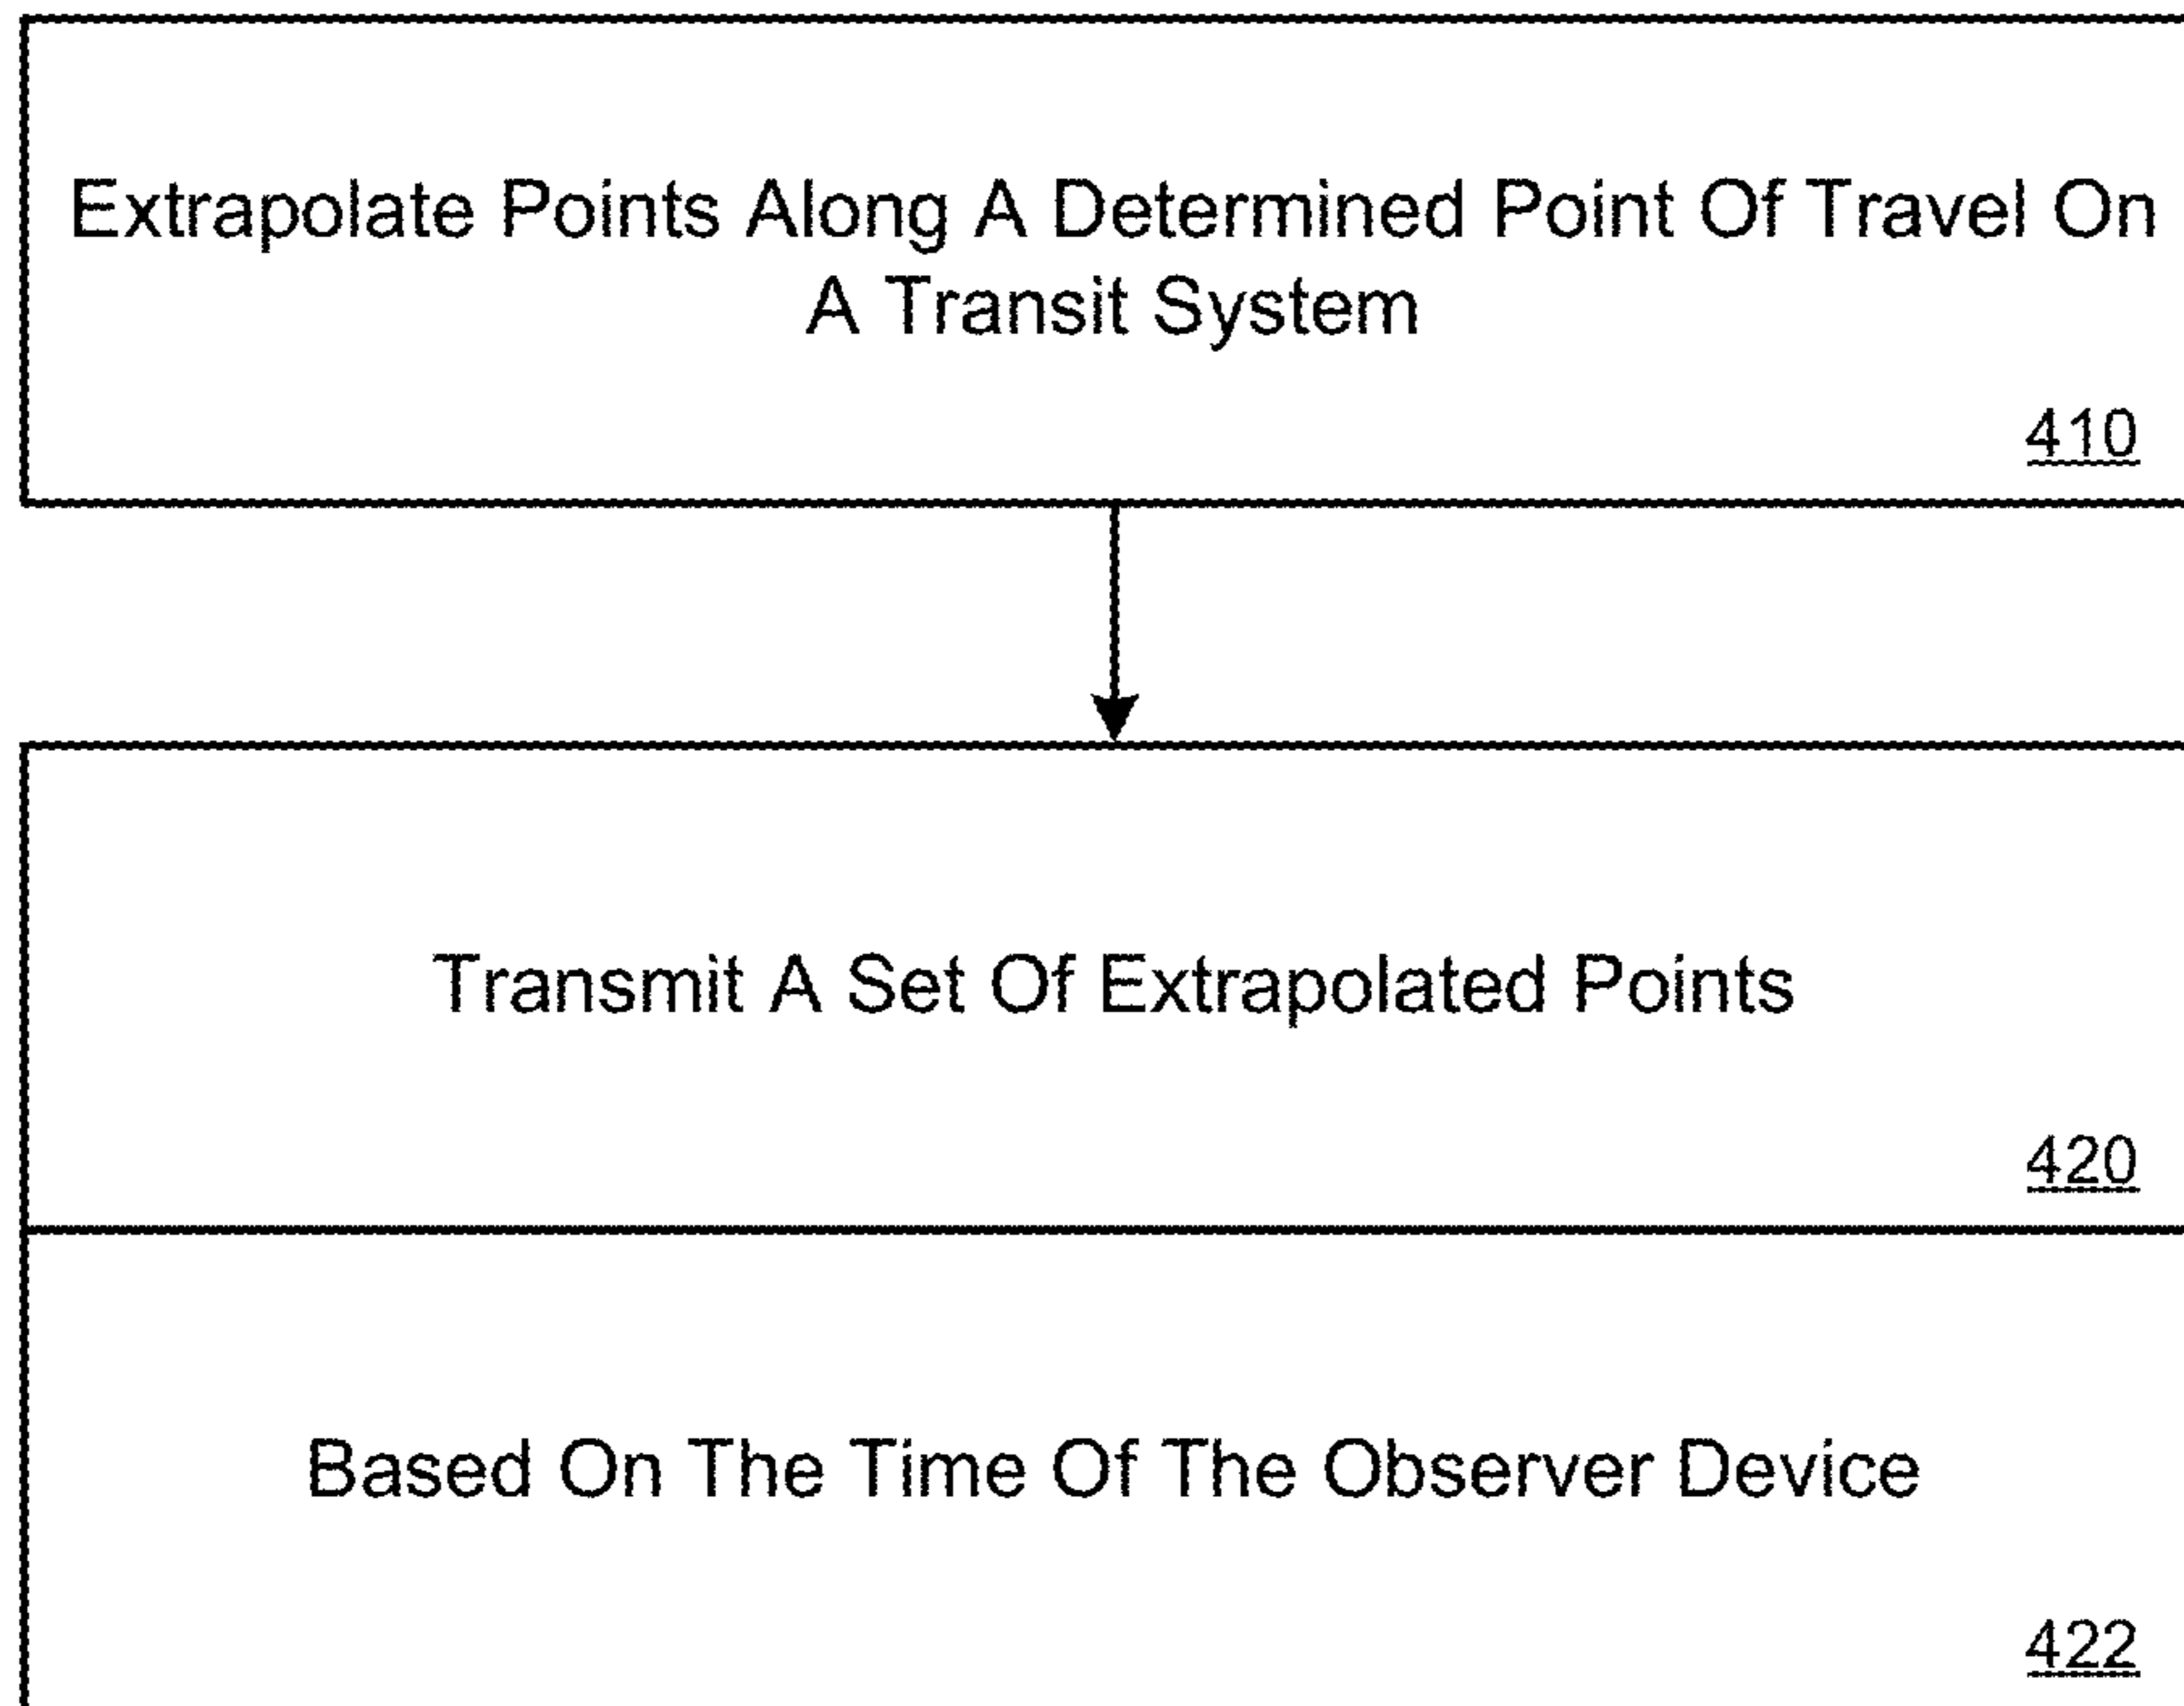 Extrapolate Points Along A Determined Point Of Travel On
A Transit System
410
Transmit A Set Of Extrapolated Points
420
Based On The Time Of The Observer Device
422